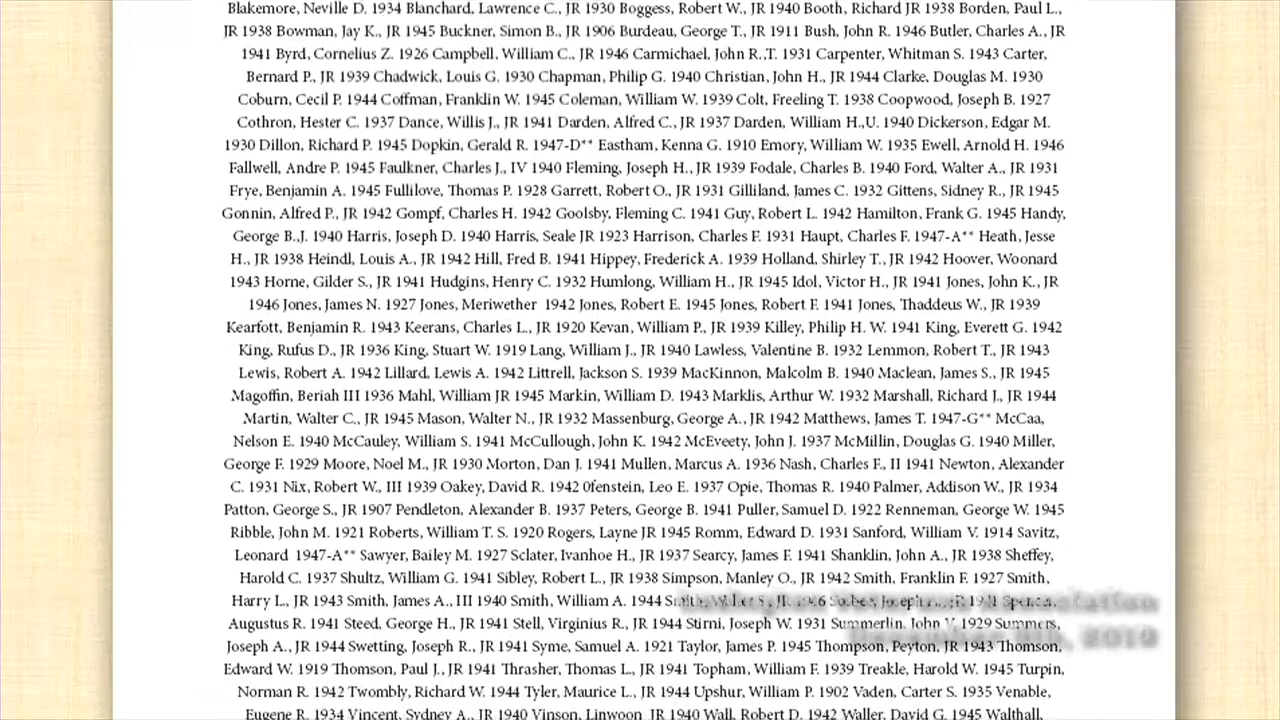 Blakemore, Neville D. 1934 Blanchard, Lawrence C., JR 1930 Boggess, Robert W., JR 1940 Booth, Richard JR 1938 Borden, Paul L.,
JR 1938 Bowman, Jay K., JR 1945 Buckner, Simon B., JR 1906 Burdeau, George T., JR 1911 Bush, John R. 1946 Butler, Charles A., JR
1941 Byrd, Cornelius Z. 1926 Campbell, William C., JR 1946 Carmichael, John R.,T. 1931 Carpenter, Whitman S. 1943 Carter,
Bernard P., JR 1939 Chadwick, Louis G. 1930 Chapman, Philip G. 1940 Christian, John H., JR 1944 Clarke, Douglas M. 1930
Coburn, Cecil P. 1944 Coffman, Franklin W. 1945 Coleman, William W. 1939 Colt, Freeling T. 1938 Coopwood, Joseph B. 1927
Cothron, Hester C. 1937 Dance, Willis J., JR 1941 Darden, Alfred C., JR 1937 Darden, William H.,U. 1940 Dickerson, Edgar M.
1930 Dillon, Richard P. 1945 Dopkin, Gerald R. 1947-D** Eastham, Kenna G. 1910 Emory, William W. 1935 Ewell, Arnold H. 1946
Fallwell, Andre P. 1945 Faulkner, Charles J., IV 1940 Fleming, Joseph H., JR 1939 Fodale, Charles B. 1940 Ford, Walter A., JR 1931
Frye, Benjamin A. 1945 Fullilove, Thomas P. 1928 Garrett, Robert O., JR 1931 Gilliland, James C. 1932 Gittens, Sidney R., JR 1945
Gonnin, Alfred P., JR 1942 Gompf, Charles H. 1942 Goolsby, Fleming C. 1941 Guy, Robert L. 1942 Hamilton, Frank G. 1945 Handy,
George B.,J. 1940 Harris, Joseph D. 1940 Harris, Seale JR 1923 Harrison, Charles F. 1931 Haupt, Charles F. 1947-A** Heath, Jesse
H., JR 1938 Heindl, Louis A., JR 1942 Hill, Fred B. 1941 Hippey, Frederick A. 1939 Holland, Shirley T., JR 1942 Hoover, Woonard
1943 Horne, Gilder S., JR 1941 Hudgins, Henry C. 1932 Humlong, William H., JR 1945 Idol, Victor H., JR 1941 Jones, John K., JR
1946 Jones, James N. 1927 Jones, Meriwether 1942 Jones, Robert E. 1945 Jones, Robert F. 1941 Jones, Thaddeus W., JR 1939
Kearfott, Benjamin R. 1943 Keerans, Charles L., JR 1920 Kevan, William P., JR 1939 Killey, Philip H. W. 1941 King, Everett G. 1942
King, Rufus D., JR 1936 King, Stuart W. 1919 Lang, William J., JR 1940 Lawless, Valentine B. 1932 Lemmon, Robert T., JR 1943
Lewis, Robert A. 1942 Lillard, Lewis A. 1942 Littrell, Jackson S. 1939 MacKinnon, Malcolm B. 1940 Maclean, James S., JR 1945
Magoffin, Beriah III 1936 Mahl, William JR 1945 Markin, William D. 1943 Marklis, Arthur W. 1932 Marshall, Richard J., JR 1944
Martin, Walter C., JR 1945 Mason, Walter N., JR 1932 Massenburg, George A., JR 1942 Matthews, James T. 1947-G** McCaa,
Nelson E. 1940 McCauley, William S. 1941 McCullough, John K. 1942 McEveety, John J. 1937 McMillin, Douglas G. 1940 Miller,
George F. 1929 Moore, Noel M., JR 1930 Morton, Dan J. 1941 Mullen, Marcus A. 1936 Nash, Charles F., II 1941 Newton, Alexander
C. 1931 Nix, Robert W., III 1939 Oakey, David R. 1942 0fenstein, Leo E. 1937 Opie, Thomas R. 1940 Palmer, Addison W., JR 1934
Patton, George S., JR 1907 Pendleton, Alexander B. 1937 Peters, George B. 1941 Puller, Samuel D. 1922 Renneman, George W. 1945
Ribble, John M. 1921 Roberts, William T. S. 1920 Rogers, Layne JR 1945 Romm, Edward D. 1931 Sanford, William V. 1914 Savitz,
Leonard 1947-A** Sawyer, Bailey M. 1927 Sclater, Ivanhoe H., JR 1937 Searcy, James F. 1941 Shanklin, John A., JR 1938 Sheffey,
Harold C. 1937 Shultz, William G. 1941 Sibley, Robert L., JR 1938 Simpson, Manley O., JR 1942 Smith, Franklin F. 1927 Smith,
Harry L., JR 1943 Smith, James A., III 1940 Smith, William A. 1944 Smith,
Augustus R. 1941 Steed, George H., JR 1941 Stell, Virginius R., JR 1944 Stirni, Joseph W. 1931 Summerlin, John V. 1929 Summers,
Joseph A., JR 1944 Swetting, Joseph R., JR 1941 Syme, Samuel A. 1921 Taylor, James P. 1945 Thompson, Peyton, JR 1943 Thomson,
Edward W. 1919 Thomson, Paul J., JR 1941 Thrasher, Thomas L., JR 1941 Topham, William F. 1939 Treakle, Harold W. 1945 Turpin,
Norman R. 1942 Twombly, Richard W. 1944 Tyler, Maurice L., JR 1944 Upshur, William P. 1902 Vaden, Carter S. 1935 Venable,
Eugene R. 1934 Vincent, Sydney A., JR 1940 Vinson, Linwoon JR 1940 Wall, Robert D. 1942 Waller, David G. 1945 Walthall,